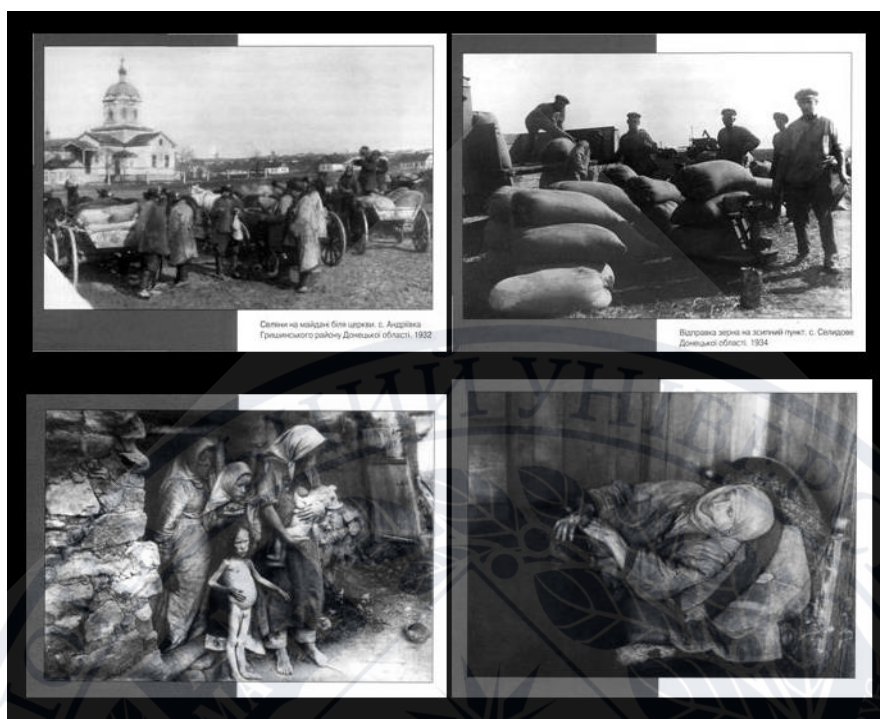 Селяни на майдані біля церкви. с. Андріївка
Гришинського району Донецької області. 1932
Відправка зерна на зсипний пункт. с. Селидове
Донецької області. 1934